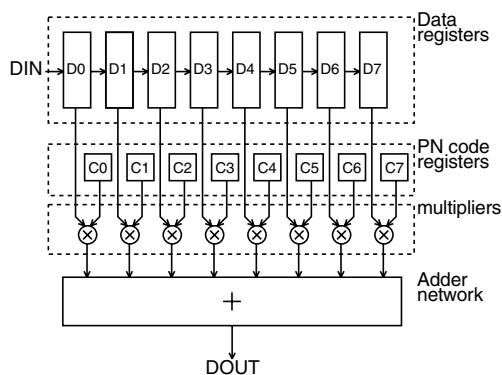 Data
registers
DIN
D0 D1 D2 D3 D4 D5 D6 D7
PN code
registers
C0 C1 C2 C3 C4 C5 C6 C7
multipliers
× × × × × × × ×
Adder
network
+
DOUT